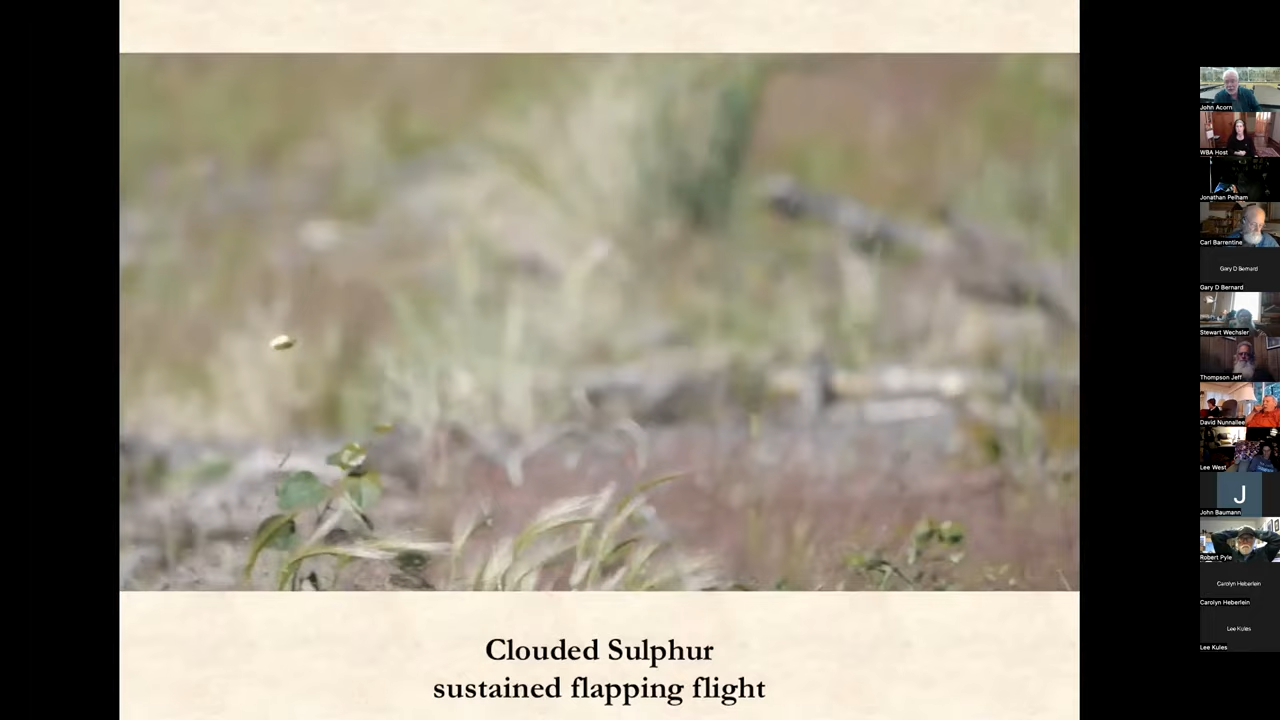 Clouded Sulphur
sustained flapping flight
John Acorn
WBA Host
Jonathan Pelham
Carl Barrentine
Gary D Bernard
Gary D Bernard
Stewart Wechsler
Thompson Jeff
David Nunnallee
Lee West
J
John Baumann
Robert Pyle
Carolyn Heberlein
Carolyn Heberlein
Lee Kules
Lee Kules